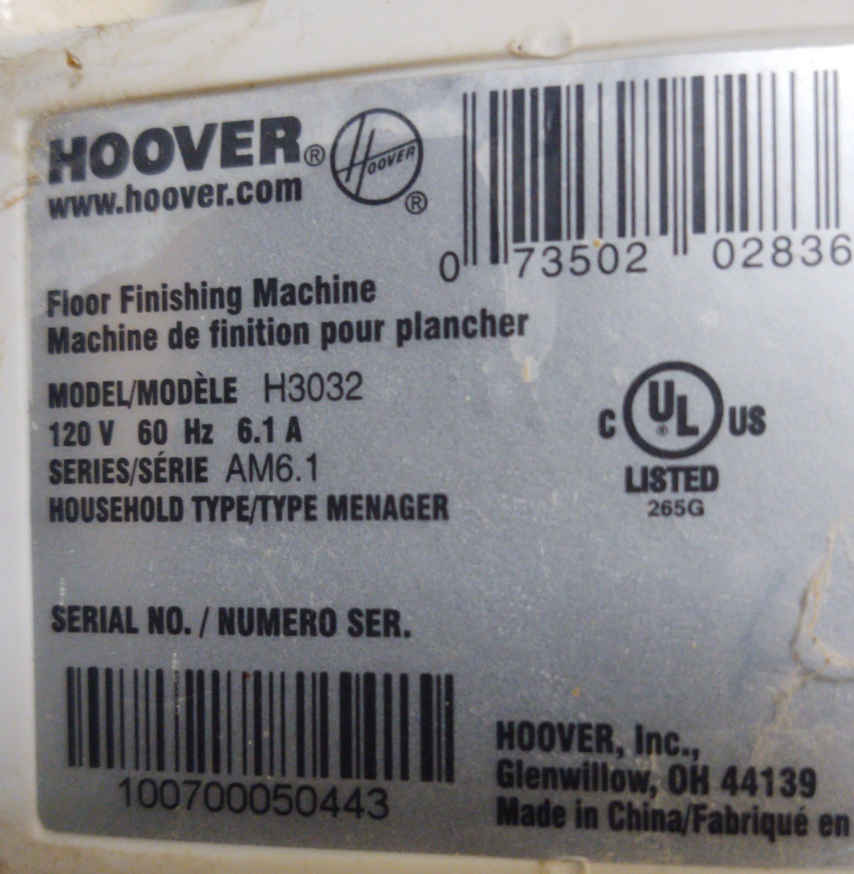 HOOVER®
HOOVER
®
www.hoover.com
0 73502 02836
Floor Finishing Machine
Machine de finition pour plancher
MODEL/MODÈLE H3032
120 V 60 Hz 6.1 A
SERIES/SÉRIE AM6.1
HOUSEHOLD TYPE/TYPE MENAGER
C UL® US
LISTED
265G
SERIAL NO. / NUMERO SER.
100700050443
HOOVER, Inc.,
Glenwillow, OH 44139
Made in China/Fabriqué en